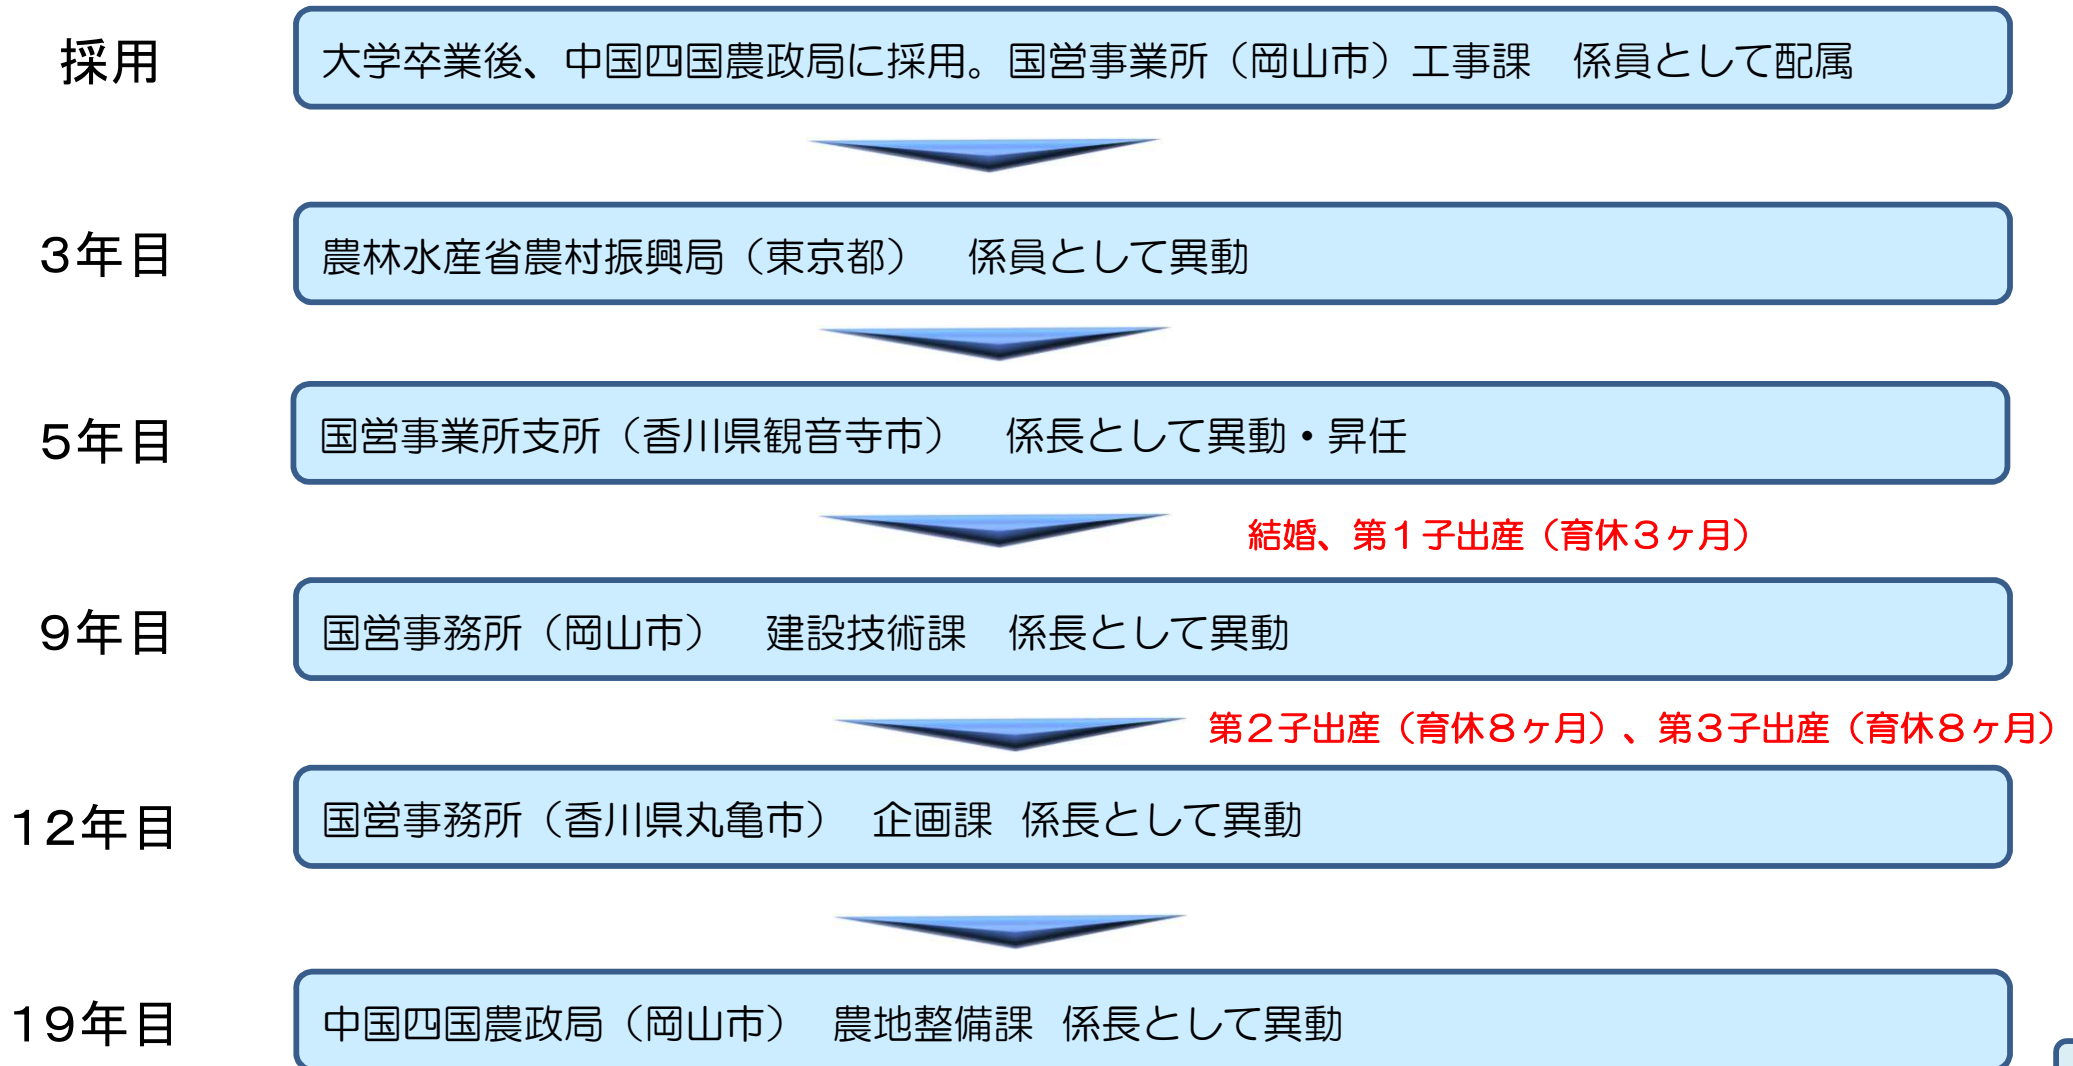 採用
大学卒業後、中国四国農政局に採用。国営事業所（岡山市）工事課　係員として配属
3年目
農林水産省農村振興局（東京都）　係員として異動
5年目
国営事業所支所（香川県観音寺市）　係長として異動・昇任
結婚、第１子出産（育休３ヶ月）
9年目
国営事務所（岡山市）　建設技術課　係長として異動
第２子出産（育休８ヶ月）、第３子出産（育休８ヶ月）
12年目
国営事務所（香川県丸亀市）　企画課 係長として異動
19年目
中国四国農政局（岡山市）　農地整備課 係長として異動